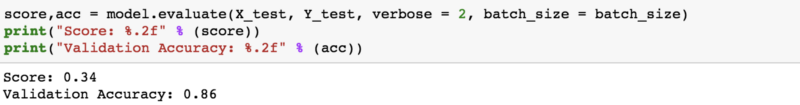 score,acc = model.evaluate(X_test, Y_test, verbose = 2, batch_size = batch_size)
print("Score: %.2f" % (score))
print("Validation Accuracy: %.2f" % (acc))
Score: 0.34
Validation Accuracy: 0.86